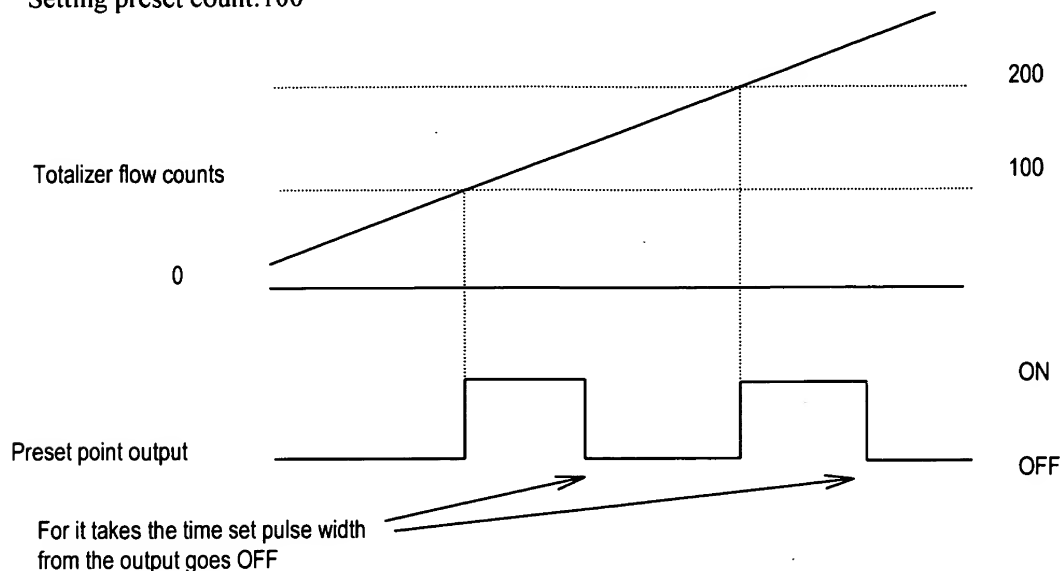 Setting preset count:100
200
Totalizer flow counts
100
0
ON
Preset point output
OFF
For it takes the time set pulse width
from the output goes OFF